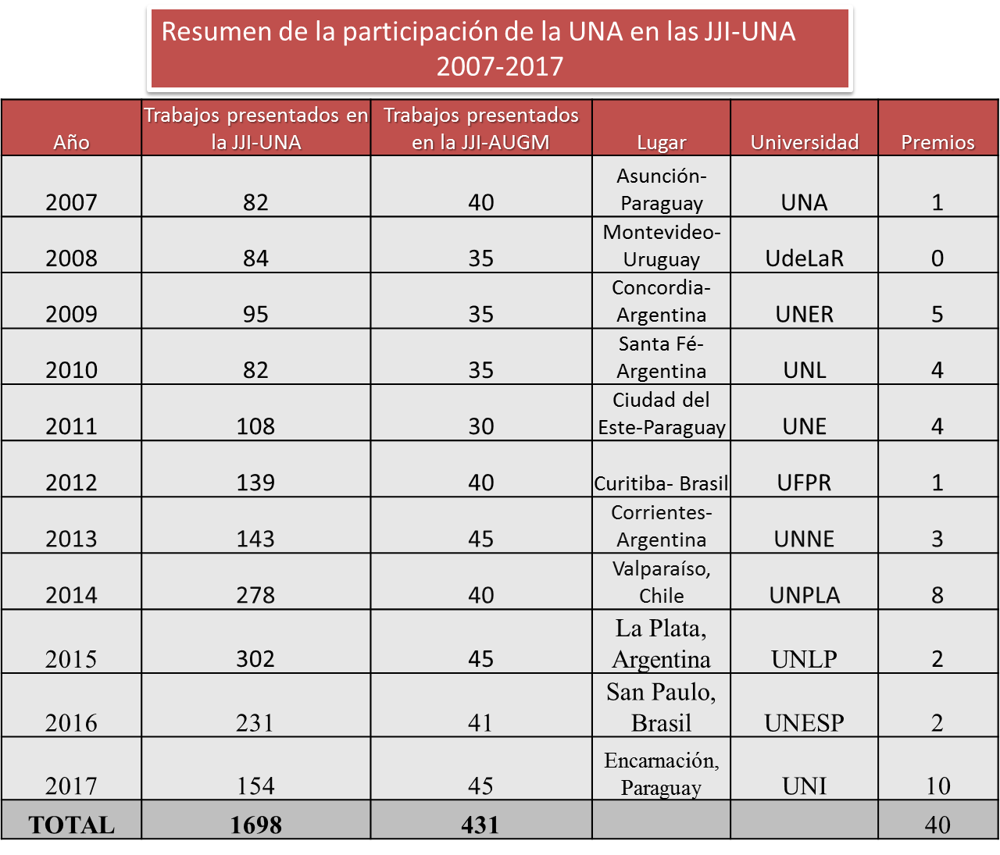 Resumen de la participación de la UNA en las JJI-UNA
2007-2017
Año | Trabajos presentados en la JJI-UNA | Trabajos presentados en la JJI-AUGM | Lugar | Universidad | Premios
2007 | 82 | 40 | Asunción-Paraguay | UNA | 1
2008 | 84 | 35 | Montevideo-Uruguay | UdeLaR | 0
2009 | 95 | 35 | Concordia-Argentina | UNER | 5
2010 | 82 | 35 | Santa Fé-Argentina | UNL | 4
2011 | 108 | 30 | Ciudad del Este-Paraguay | UNE | 4
2012 | 139 | 40 | Curitiba- Brasil | UFPR | 1
2013 | 143 | 45 | Corrientes-Argentina | UNNE | 3
2014 | 278 | 40 | Valparaíso, Chile | UNPLA | 8
2015 | 302 | 45 | La Plata, Argentina | UNLP | 2
2016 | 231 | 41 | San Paulo, Brasil | UNESP | 2
2017 | 154 | 45 | Encarnación, Paraguay | UNI | 10
TOTAL | 1698 | 431 | | | 40